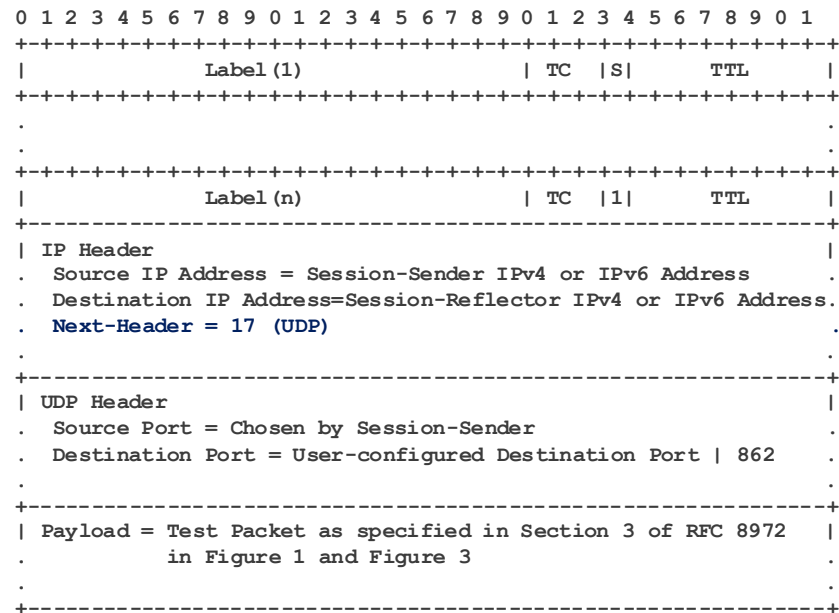 0 1 2 3 4 5 6 7 8 9 0 1 2 3 4 5 6 7 8 9 0 1 2 3 4 5 6 7 8 9 0 1
+-+-+-+-+-+-+-+-+-+-+-+-+-+-+-+-+-+-+-+-+-+-+-+-+-+-+-+-+-+-+-+-+
|               Label(1)                | TC  |S|      TTL      |
+-+-+-+-+-+-+-+-+-+-+-+-+-+-+-+-+-+-+-+-+-+-+-+-+-+-+-+-+-+-+-+-+
.                                                               .
.                                                               .
+-+-+-+-+-+-+-+-+-+-+-+-+-+-+-+-+-+-+-+-+-+-+-+-+-+-+-+-+-+-+-+-+
|               Label(n)                | TC  |1|      TTL      |
+---------------------------------------------------------------+
| IP Header                                                     |
.  Source IP Address = Session-Sender IPv4 or IPv6 Address      .
.  Destination IP Address=Session-Reflector IPv4 or IPv6 Address.
.  Next-Header = 17 (UDP)                                       .
.                                                               .
+---------------------------------------------------------------+
| UDP Header                                                    |
.  Source Port = Chosen by Session-Sender                       .
.  Destination Port = User-configured Destination Port | 862    .
.                                                               .
+---------------------------------------------------------------+
| Payload = Test Packet as specified in Section 3 of RFC 8972   |
.           in Figure 1 and Figure 3                            .
.                                                               .
+---------------------------------------------------------------+